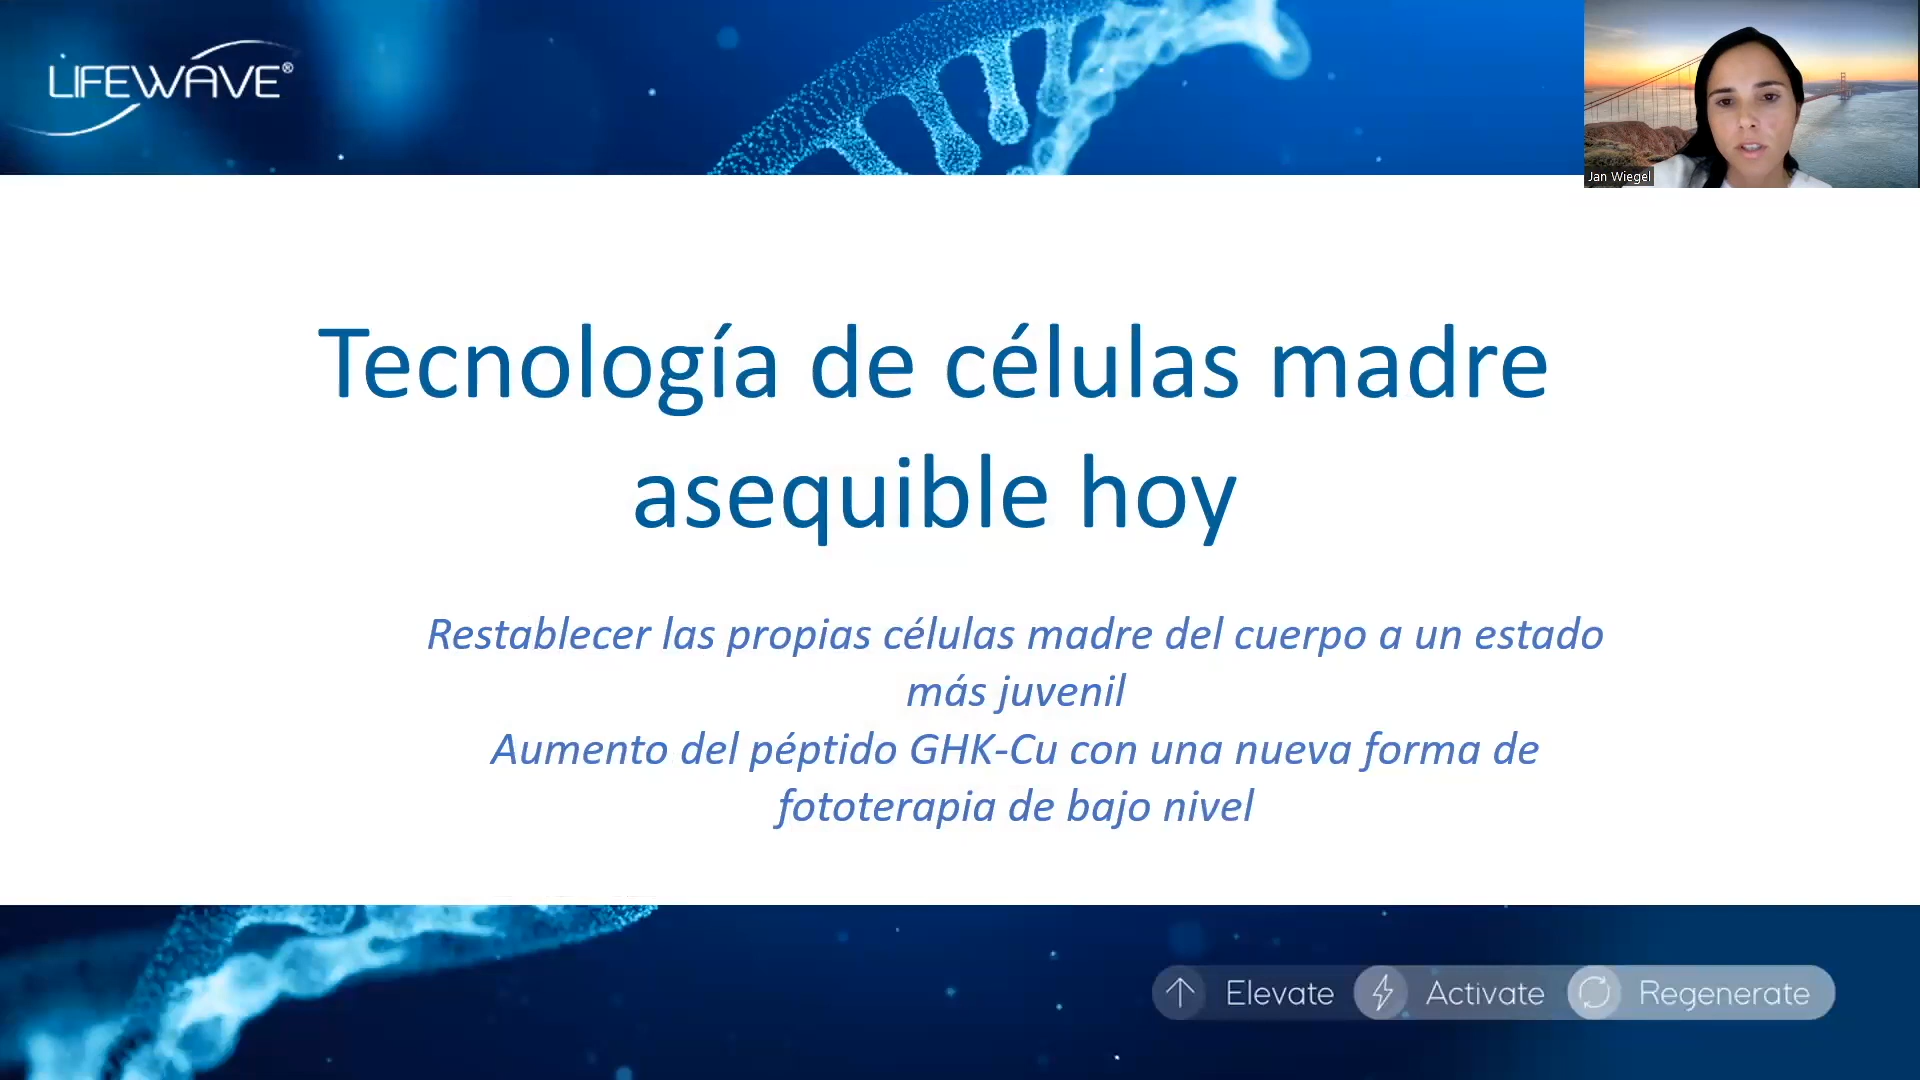 LIFEWAVE®
Jan Wiegel
Tecnología de células madre
asequible hoy
Restablecer las propias células madre del cuerpo a un estado
más juvenil
Aumento del péptido GHK-Cu con una nueva forma de
fototerapia de bajo nivel
Elevate Activate Regenerate